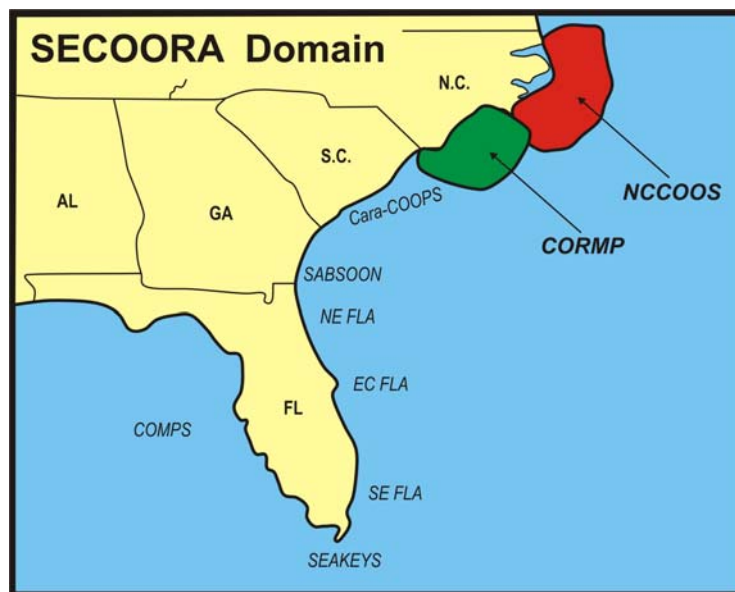 SECOORA Domain
N.C.
S.C.
AL
GA
NCCOOS
Cara-COOPS
CORMP
SABSOON
NE FLA
EC FLA
FL
COMPS
SE FLA
SEAKEYS